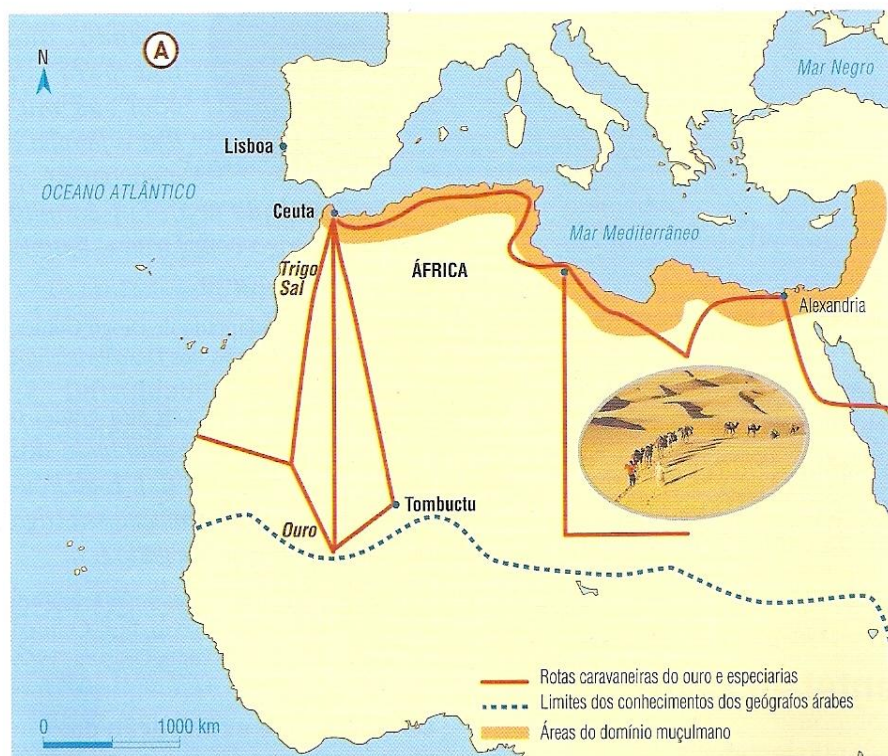 A
N
Mar Negro
Lisboa
OCEANO ATLÂNTICO
Ceuta
Mar Mediterrâneo
Trigo
Sal
ÁFRICA
Alexandria
Tombuctu
Ouro
Rotas caravaneiras do ouro e especiarias
Limites dos conhecimentos dos geógrafos árabes
Áreas do domínio muçulmano
0 1000 km